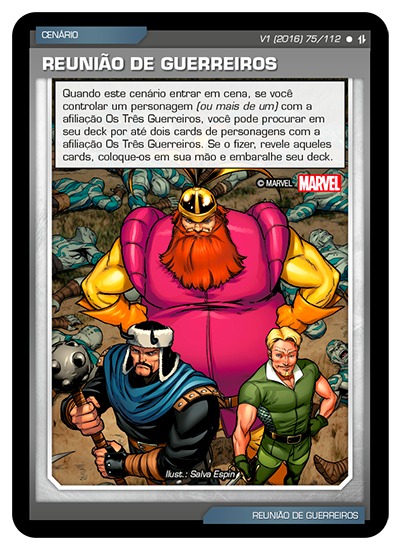 CENÁRIO
V1 (2016) 75/112 ●
REUNIÃO DE GUERREIROS
Quando este cenário entrar em cena, se você
controlar um personagem (ou mais de um) com a
afiliação Os Três Guerreiros, você pode procurar em
seu deck por até dois cards de personagens com a
afiliação Os Três Guerreiros. Se o fizer, revele aqueles
cards, coloque-os em sua mão e embaralhe seu deck.
© MARVEL MARVEL
Ilust.: Salva Espin
REUNIÃO DE GUERREIROS